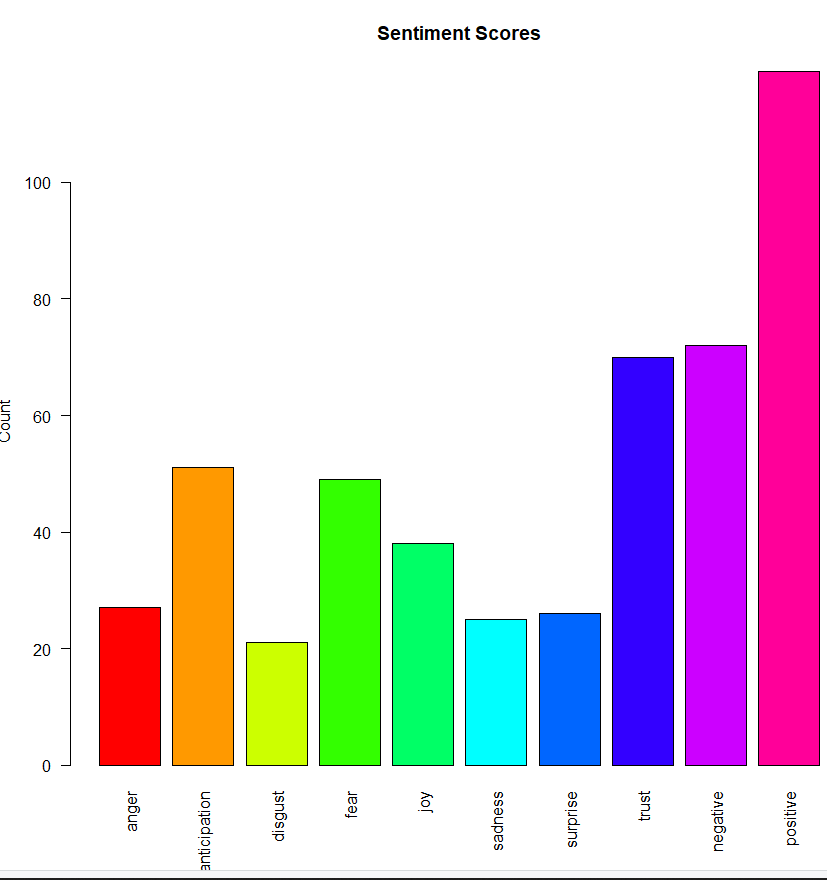 Sentiment Scores
Count
100
80
60
40
20
0
anger
anticipation
disgust
fear
joy
sadness
surprise
trust
negative
positive